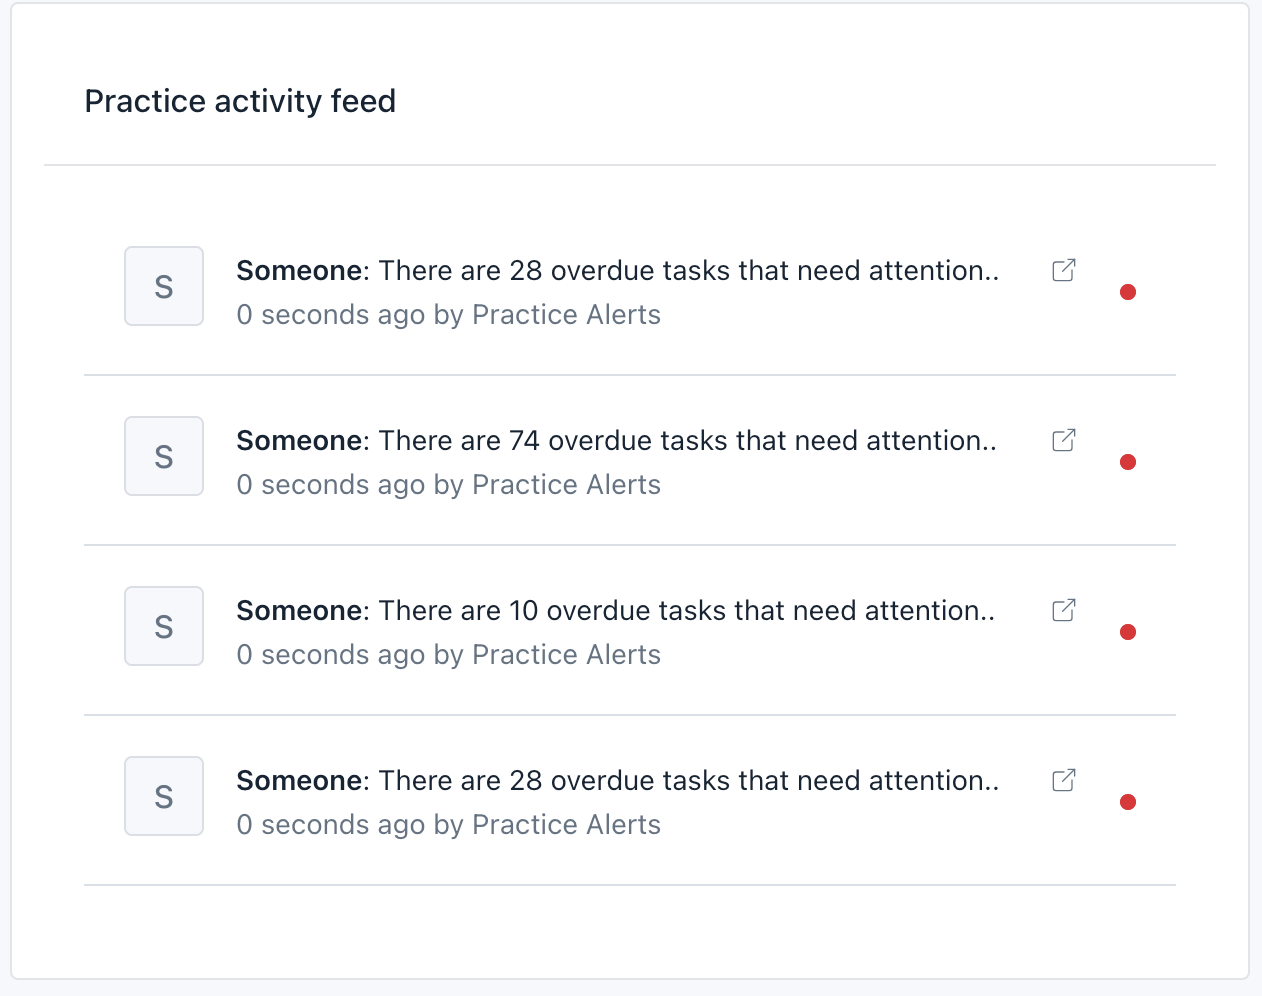 Practice activity feed
S
Someone: There are 28 overdue tasks that need attention..
0 seconds ago by Practice Alerts
S
Someone: There are 74 overdue tasks that need attention..
0 seconds ago by Practice Alerts
S
Someone: There are 10 overdue tasks that need attention..
0 seconds ago by Practice Alerts
S
Someone: There are 28 overdue tasks that need attention..
0 seconds ago by Practice Alerts